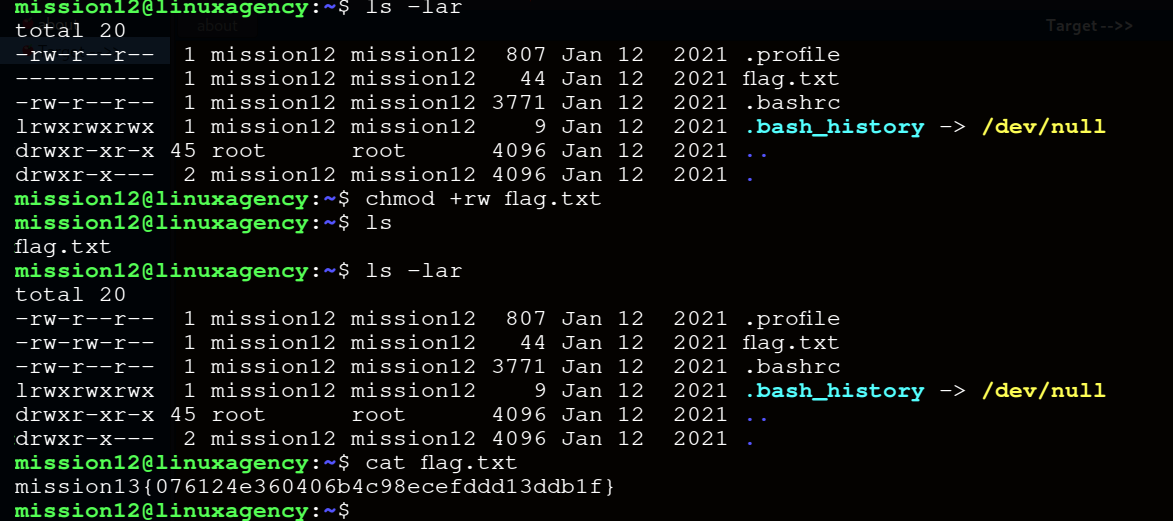 mission12@linuxagency:~$ ls -lar
about Target-->>
total 20
-rw-r--r-- 1 mission12 mission12 807 Jan 12 2021 .profile
---------- 1 mission12 mission12 44 Jan 12 2021 flag.txt
-rw-r--r-- 1 mission12 mission12 3771 Jan 12 2021 .bashrc
lrwxrwxrwx 1 mission12 mission12 9 Jan 12 2021 .bash_history -> /dev/null
drwxr-xr-x 45 root root 4096 Jan 12 2021 ..
drwxr-x--- 2 mission12 mission12 4096 Jan 12 2021 .
mission12@linuxagency:~$ chmod +rw flag.txt
mission12@linuxagency:~$ ls
flag.txt
mission12@linuxagency:~$ ls -lar
total 20
-rw-r--r-- 1 mission12 mission12 807 Jan 12 2021 .profile
-rw-rw-r-- 1 mission12 mission12 44 Jan 12 2021 flag.txt
-rw-r--r-- 1 mission12 mission12 3771 Jan 12 2021 .bashrc
lrwxrwxrwx 1 mission12 mission12 9 Jan 12 2021 .bash_history -> /dev/null
drwxr-xr-x 45 root root 4096 Jan 12 2021 ..
drwxr-x--- 2 mission12 mission12 4096 Jan 12 2021 .
mission12@linuxagency:~$ cat flag.txt
mission13{076124e360406b4c98ecefddd13ddb1f}
mission12@linuxagency:~$